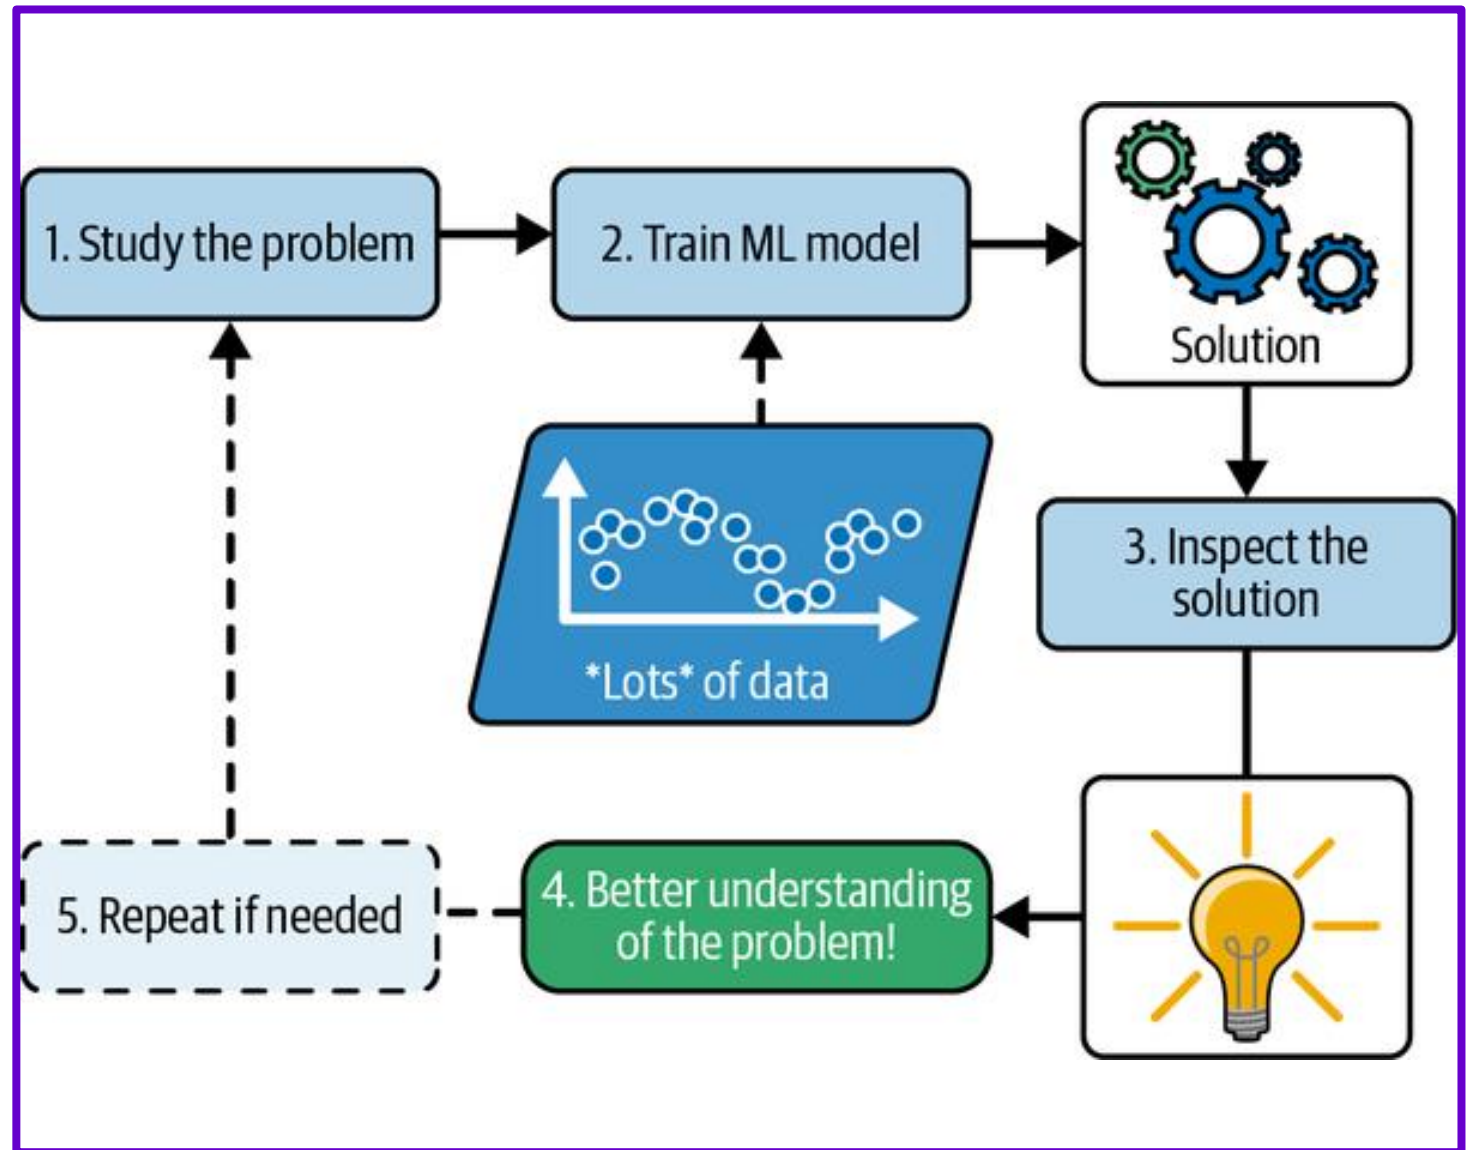 1. Study the problem
2. Train ML model
Solution
*Lots* of data
3. Inspect the
solution
4. Better understanding
of the problem!
5. Repeat if needed